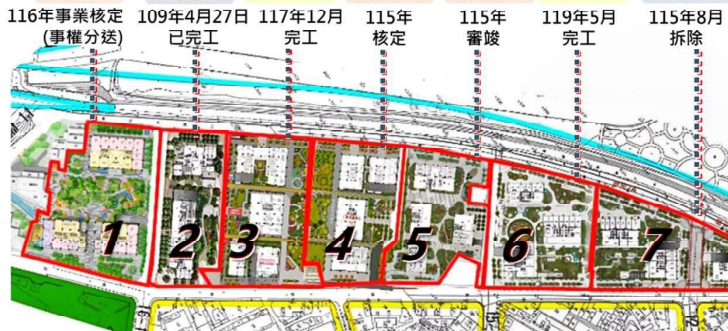 116年事業核定
(事權分送)
109年4月27日
已完工
117年12月
完工
115年
核定
115年
審竣
119年5月
完工
115年8月
拆除
1
2
3
4
5
6
7